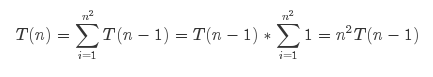 $T(n) = \sum_{i=1}^{n^2} T(n-1) = T(n-1) * \sum_{i=1}^{n^2} 1 = n^2 T(n-1)$